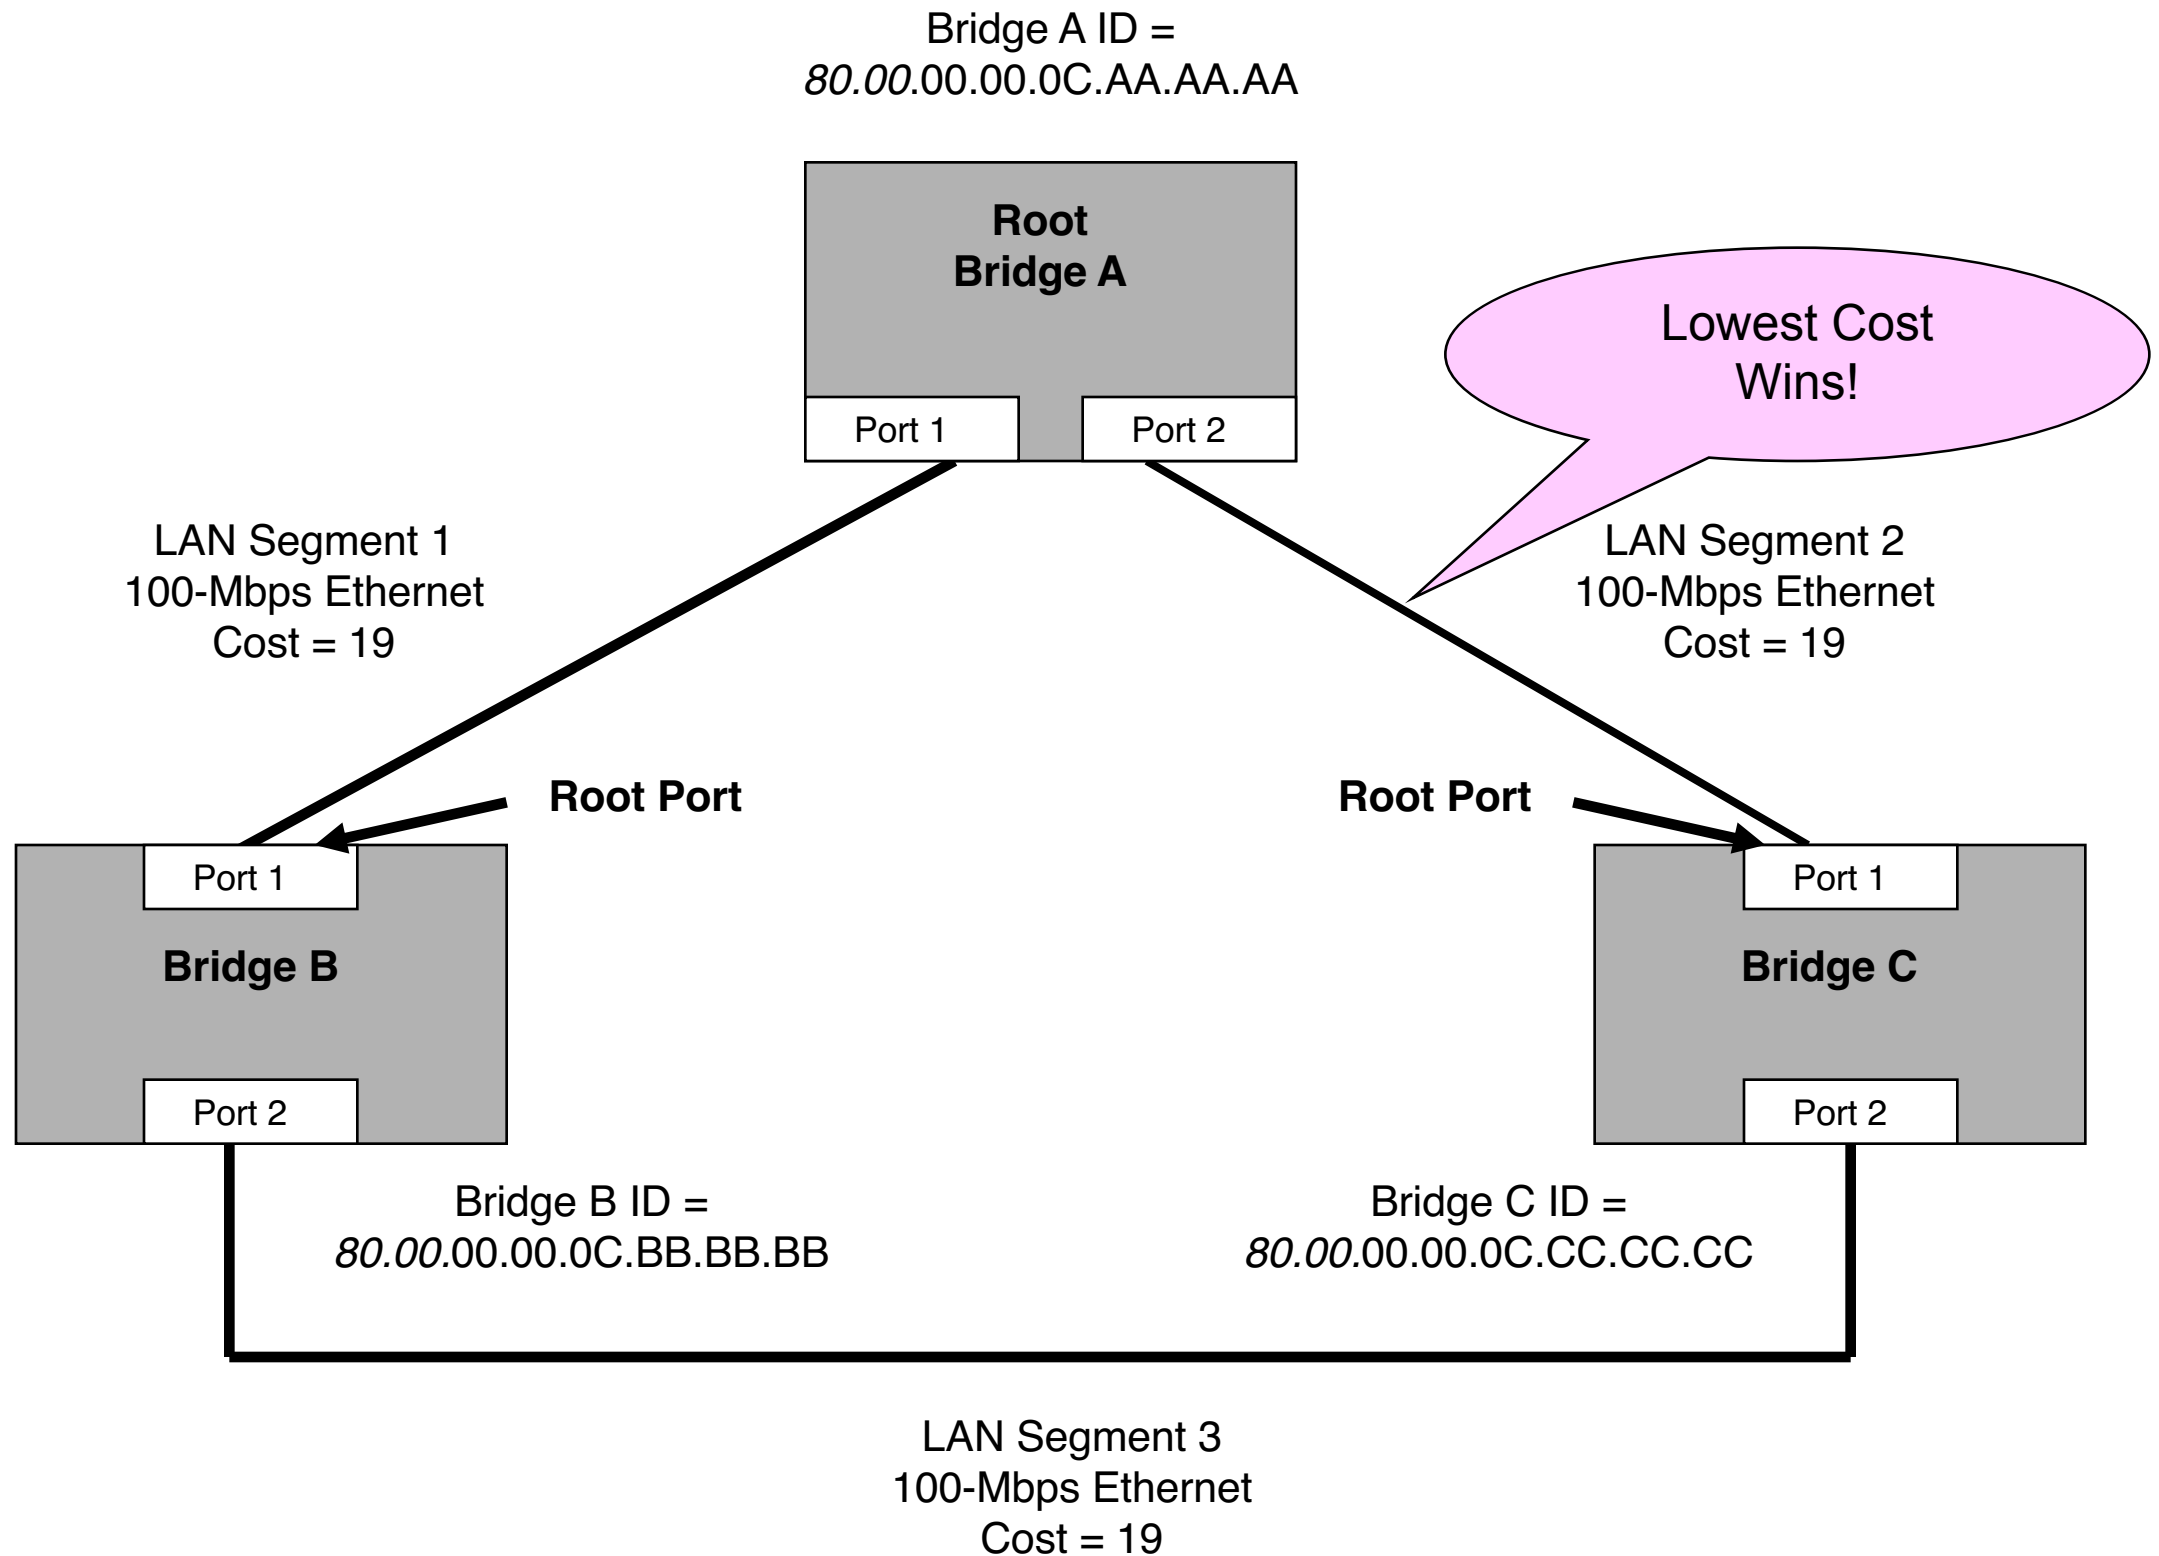 Bridge A ID =
80.00.00.00.0C.AA.AA.AA
Root
Bridge A
Port 1
Port 2
Lowest Cost
Wins!
LAN Segment 1
100-Mbps Ethernet
Cost = 19
LAN Segment 2
100-Mbps Ethernet
Cost = 19
Root Port
Root Port
Port 1
Bridge B
Port 2
Port 1
Bridge C
Port 2
Bridge B ID =
80.00.00.00.0C.BB.BB.BB
Bridge C ID =
80.00.00.00.0C.CC.CC.CC
LAN Segment 3
100-Mbps Ethernet
Cost = 19